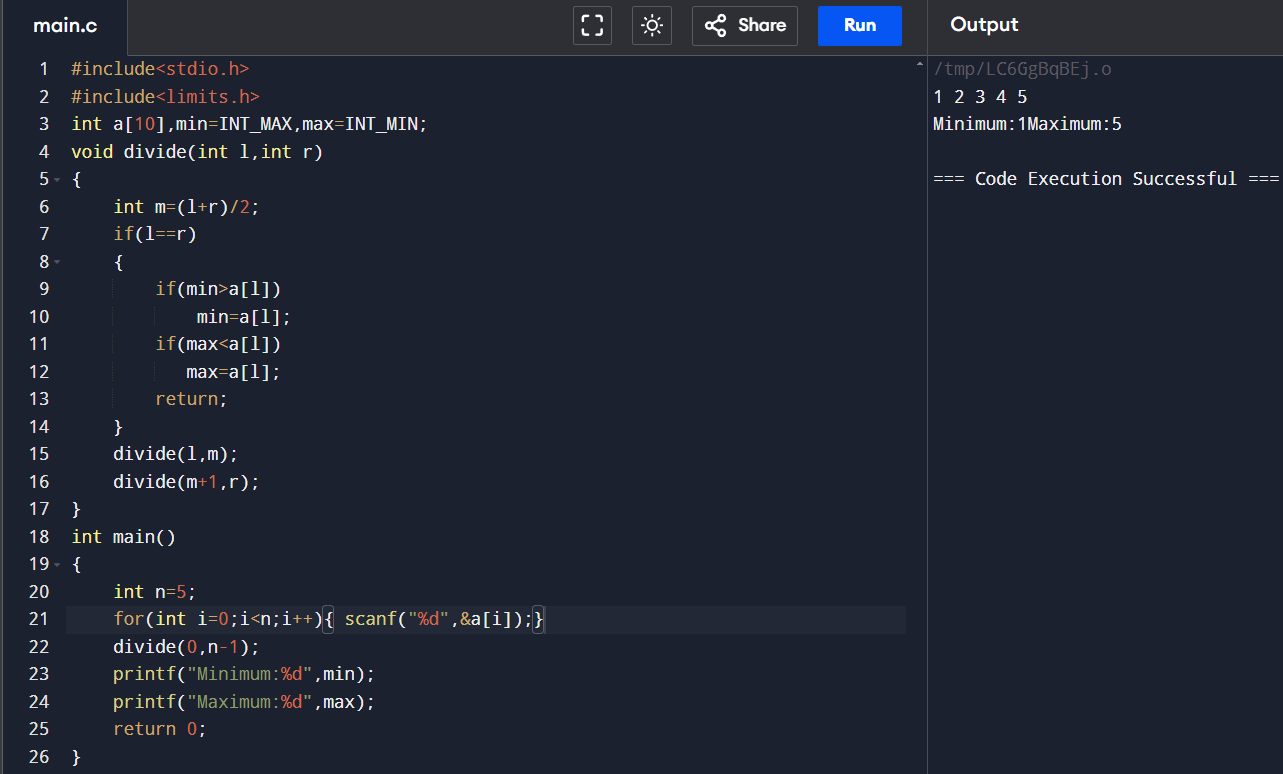 main.c
Share
Run
Output
1 #include<stdio.h>
2 #include<limits.h>
3 int a[10],min=INT_MAX,max=INT_MIN;
4 void divide(int l,int r)
5 {
6     int m=(l+r)/2;
7     if(l==r)
8     {
9         if(min>a[l])
10             min=a[l];
11         if(max<a[l])
12            max=a[l];
13         return;
14     }
15     divide(l,m);
16     divide(m+1,r);
17 }
18 int main()
19 {
20     int n=5;
21     for(int i=0;i<n;i++){ scanf("%d",&a[i]);}
22     divide(0,n-1);
23     printf("Minimum:%d",min);
24     printf("Maximum:%d",max);
25     return 0;
26 }
/tmp/LC6GgBqBEj.o
1 2 3 4 5
Minimum:1Maximum:5
=== Code Execution Successful ===